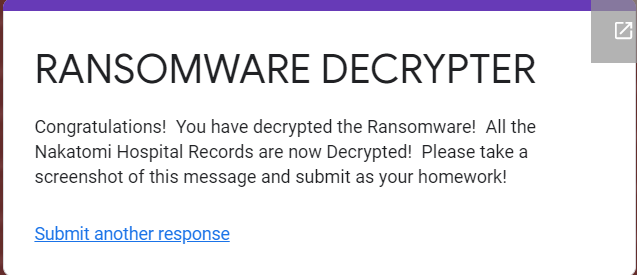 RANSOMWARE DECRYPTER
Congratulations!  You have decrypted the Ransomware!  All the
Nakatomi Hospital Records are now Decrypted!  Please take a
screenshot of this message and submit as your homework!
Submit another response